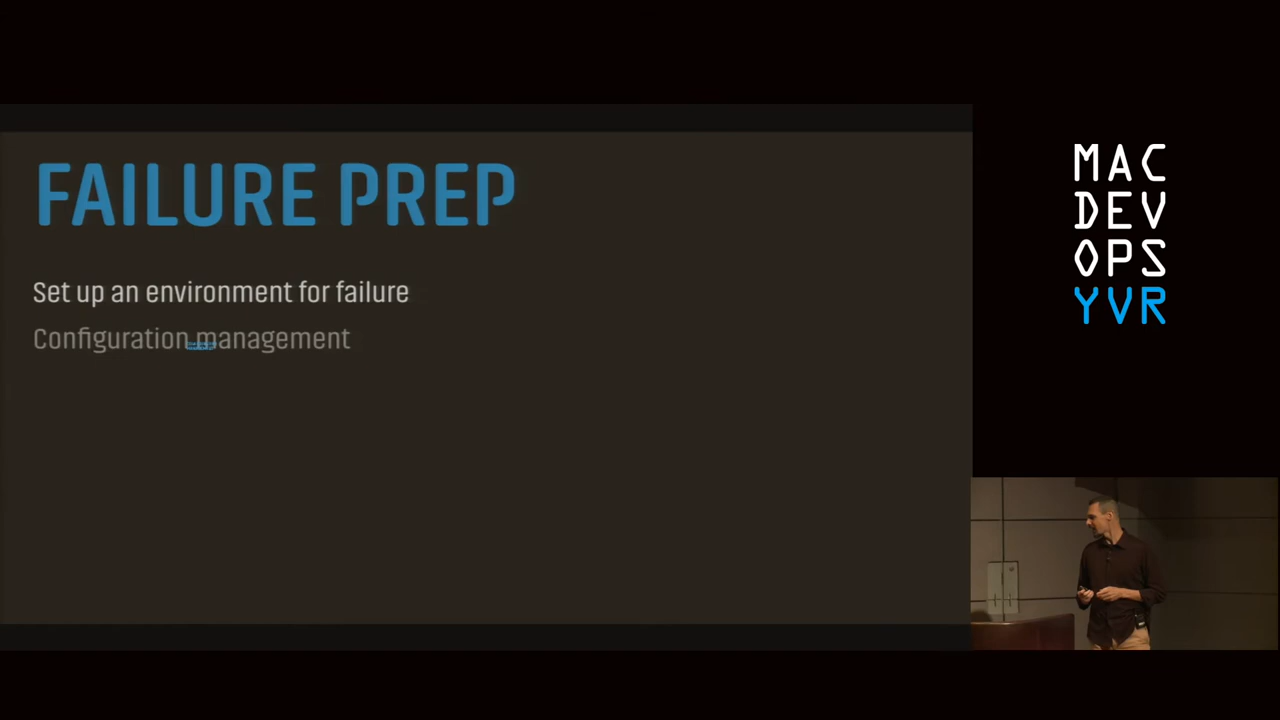 FAILURE PREP
Set up an environment for failure
Configuration management
MAC
DEV
OPS
YVR